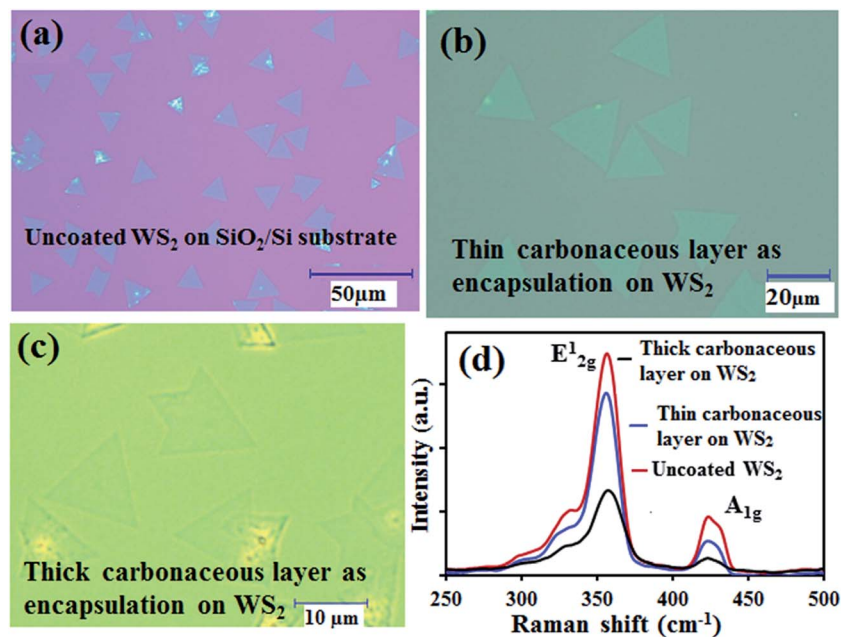 (a)
Uncoated WS₂ on SiO₂/Si substrate
50μm
(b)
Thin carbonaceous layer as
encapsulation on WS₂
20μm
(c)
Thick carbonaceous layer as
encapsulation on WS₂
10 μm
(d)
E¹₂g
Thick carbonaceous
layer on WS₂
Thin carbonaceous
layer on WS₂
Uncoated WS₂
A₁g
Intensity (a.u.)
250 300 350 400 450 500
Raman shift (cm⁻¹)